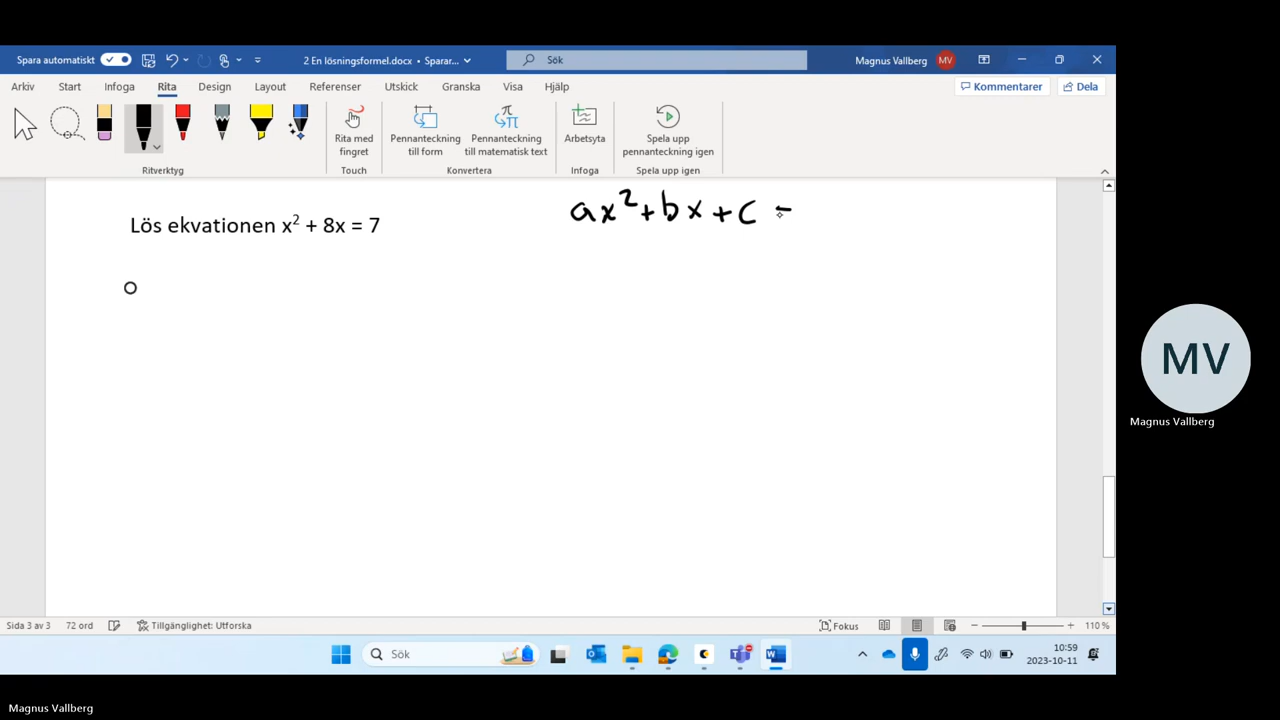 Spara automatiskt
2 En lösningsformel.docx • Sparar...
Sök
Magnus Vallberg
MV
Arkiv
Start
Infoga
Rita
Design
Layout
Referenser
Utskick
Granska
Visa
Hjälp
Kommentarer
Dela
Rita med fingret
Pennanteckning till form
Pennanteckning till matematisk text
Arbetsyta
Spela upp pennanteckning igen
Ritverktyg
Touch
Konvertera
Infoga
Spela upp igen
ax² + bx + c =
Lös ekvationen x² + 8x = 7
MV
Magnus Vallberg
Sida 3 av 3
72 ord
Tillgänglighet: Utforska
Fokus
110 %
Sök
10:59
2023-10-11
Magnus Vallberg